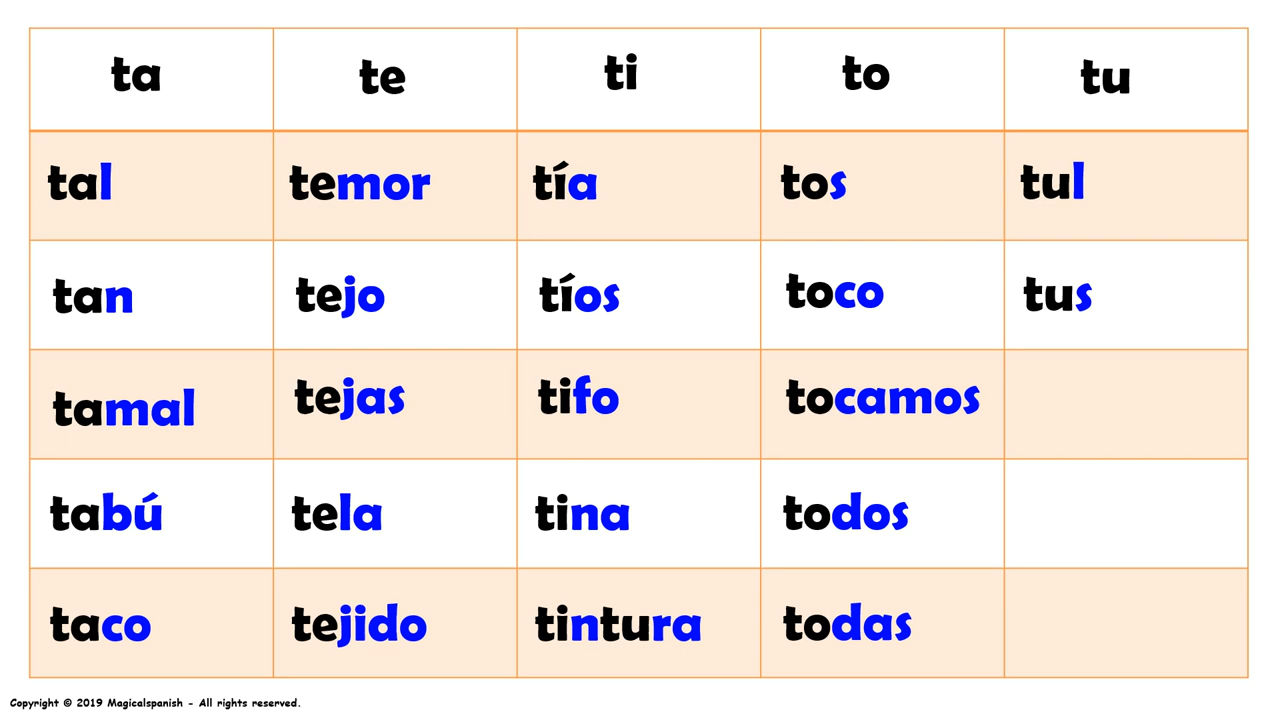 ta te ti to tu
tal temor tía tos tul
tan tejo tíos toco tus
tamal tejas tifo tocamos
tabú tela tina todos
taco tejido tintura todas
Copyright © 2019 Magicalspanish - All rights reserved.